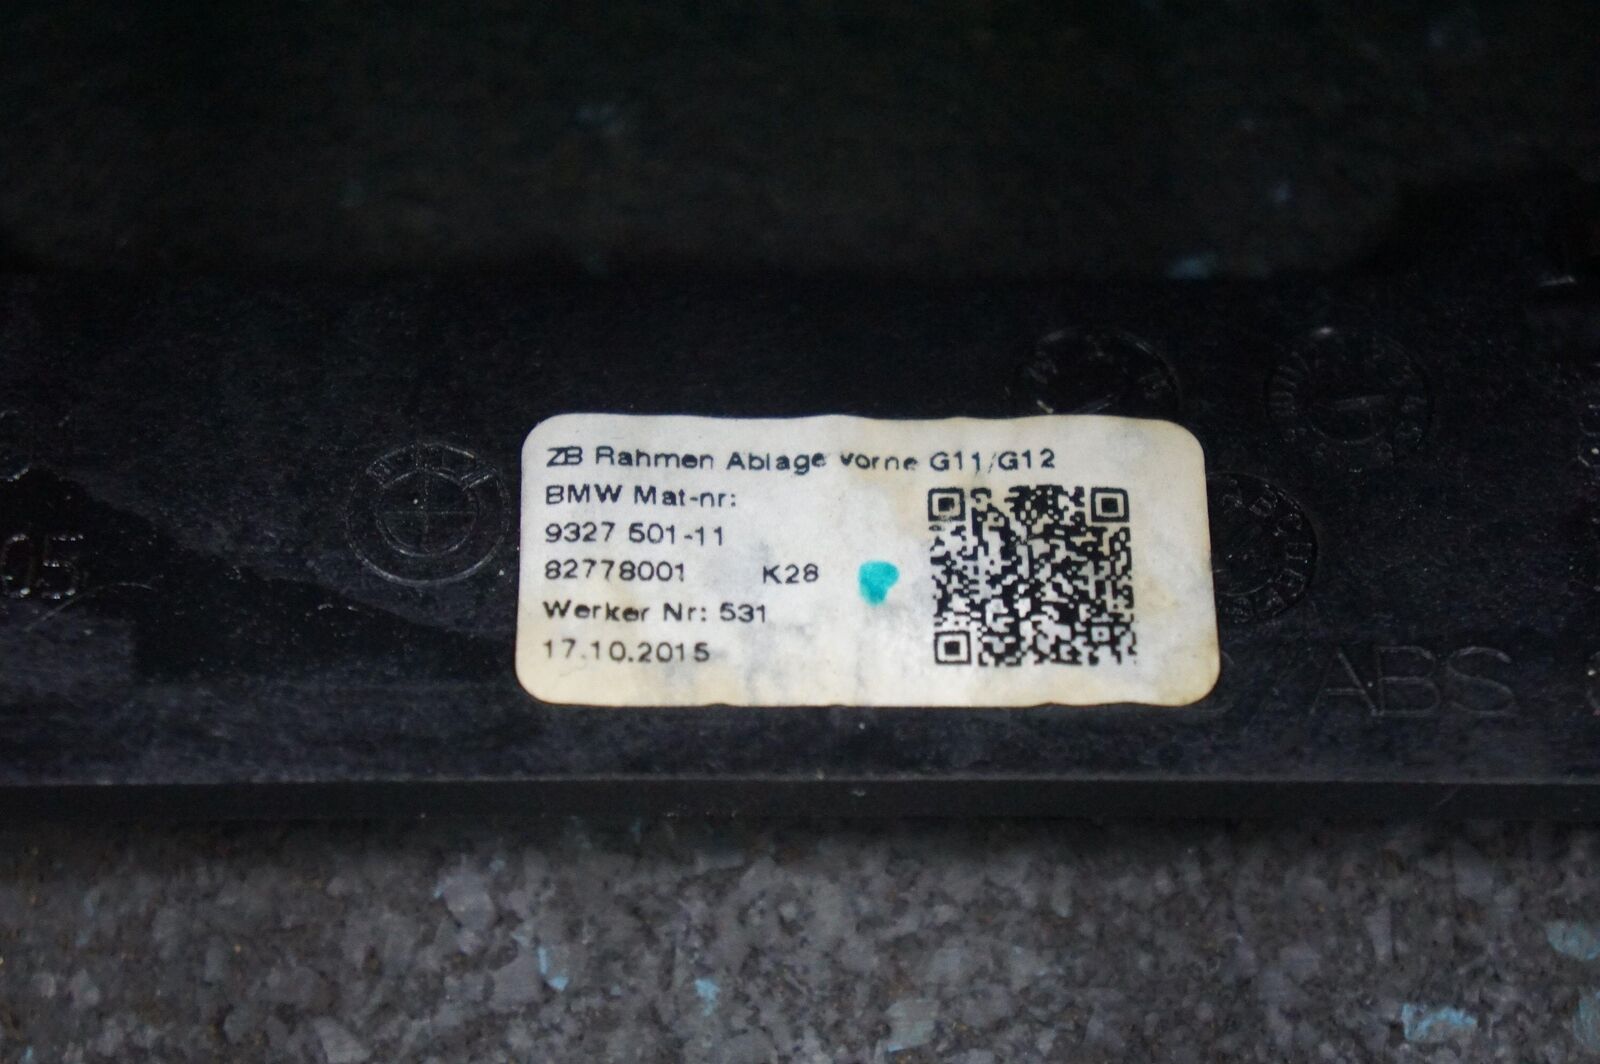 ZB Rahmen Ablage vorne G11/G12
BMW Mat-nr:
9327 501-11
82778001 K28
Werker Nr: 531
17.10.2015
05
ABS